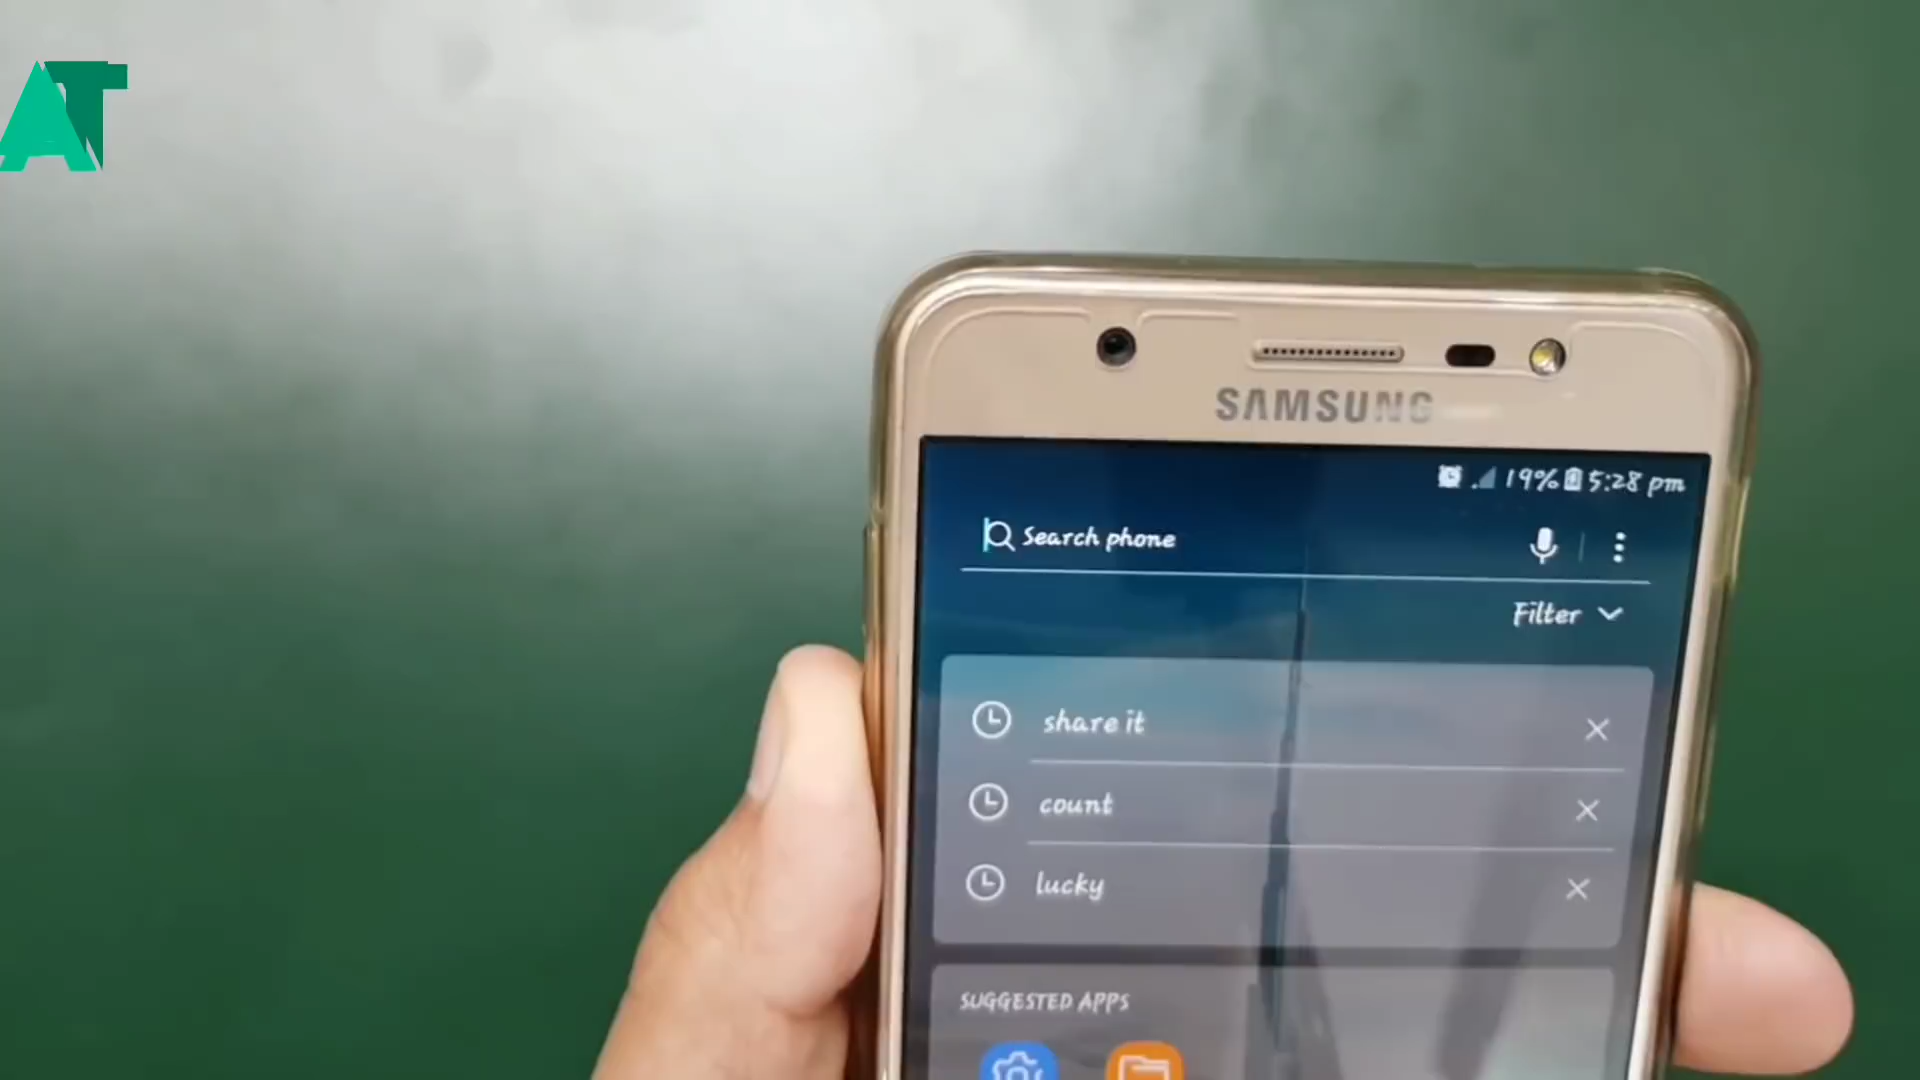 AT
SAMSUNG
19% 5:28 pm
Search phone
Filter
share it
count
lucky
SUGGESTED APPS